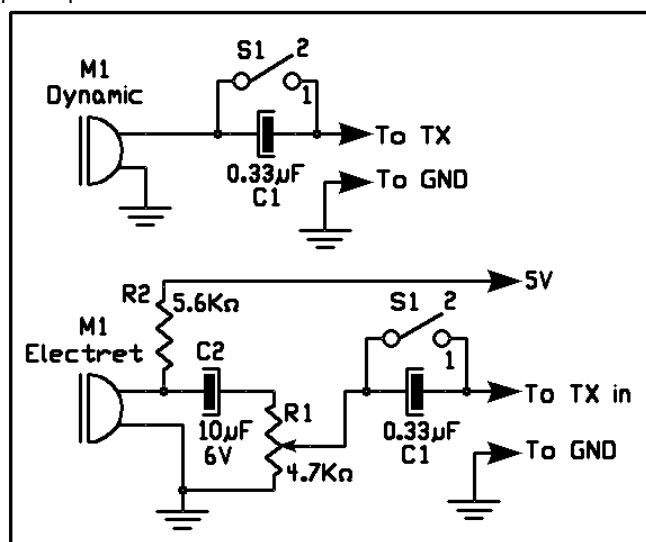 S1 2
M1
Dynamic
1
To TX
0.33µF
C1
To GND
R2
5.6KΩ
5V
S1 2
M1
Electret
C2
1
R1
To TX in
10µF
6V
0.33µF
C1
4.7KΩ
To GND